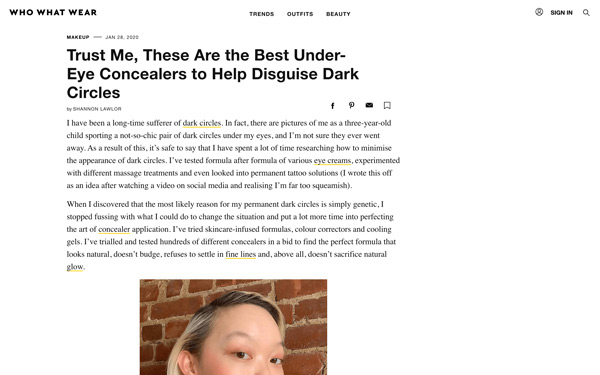 WHO WHAT WEAR
TRENDS OUTFITS BEAUTY
SIGN IN
MAKEUP — JAN 28, 2020
Trust Me, These Are the Best Under-
Eye Concealers to Help Disguise Dark
Circles
by SHANNON LAWLOR
I have been a long-time sufferer of dark circles. In fact, there are pictures of me as a three-year-old
child sporting a not-so-chic pair of dark circles under my eyes, and I'm not sure they ever went
away. As a result of this, it's safe to say that I have spent a lot of time researching how to minimise
the appearance of dark circles. I've tested formula after formula of various eye creams, experimented
with different massage treatments and even looked into permanent tattoo solutions (I wrote this off
as an idea after watching a video on social media and realising I'm far too squeamish).
When I discovered that the most likely reason for my permanent dark circles is simply genetic, I
stopped fussing with what I could do to change the situation and put a lot more time into perfecting
the art of concealer application. I've tried skincare-infused formulas, colour correctors and cooling
gels. I've trialled and tested hundreds of different concealers in a bid to find the perfect formula that
looks natural, doesn't budge, refuses to settle in fine lines and, above all, doesn't sacrifice natural
glow.